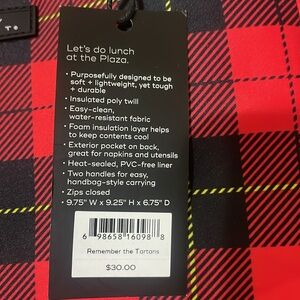 Let's do lunch
at the Plaza.
• Purposefully designed to be
soft + lightweight, yet tough
+ durable
• Insulated poly twill
• Easy-clean,
water-resistant fabric
• Foam insulation layer helps
to keep contents cool
• Exterior pocket on back,
great for napkins and utensils
• Heat-sealed, PVC-free liner
• Two handles for easy,
handbag-style carrying
• Zips closed
• 9.75" W x 9.25" H x 6.75" D
6 98658 16098 8
Remember the Tartans
$30.00